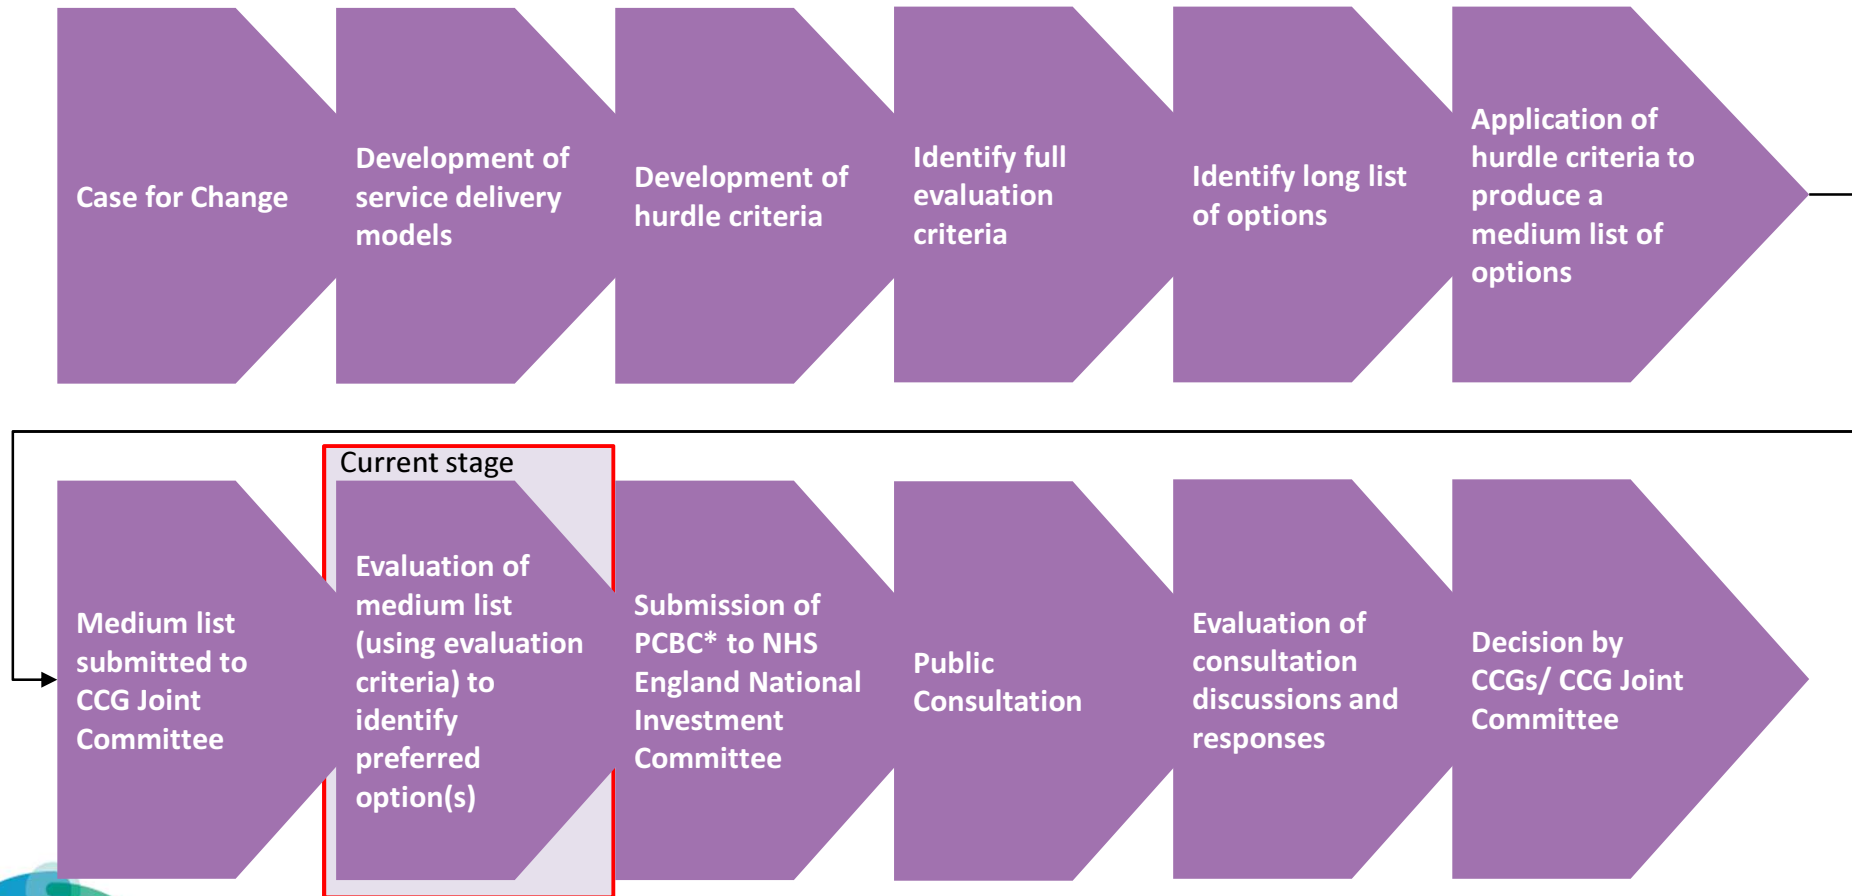 Case for Change
Development of
service delivery
models
Development of
hurdle criteria
Identify full
evaluation
criteria
Identify long list
of options
Application of
hurdle criteria to
produce a
medium list of
options
Medium list
submitted to
CCG Joint
Committee
Current stage
Evaluation of
medium list
(using evaluation
criteria) to
identify
preferred
option(s)
Submission of
PCBC* to NHS
England National
Investment
Committee
Public
Consultation
Evaluation of
consultation
discussions and
responses
Decision by
CCGs/ CCG Joint
Committee